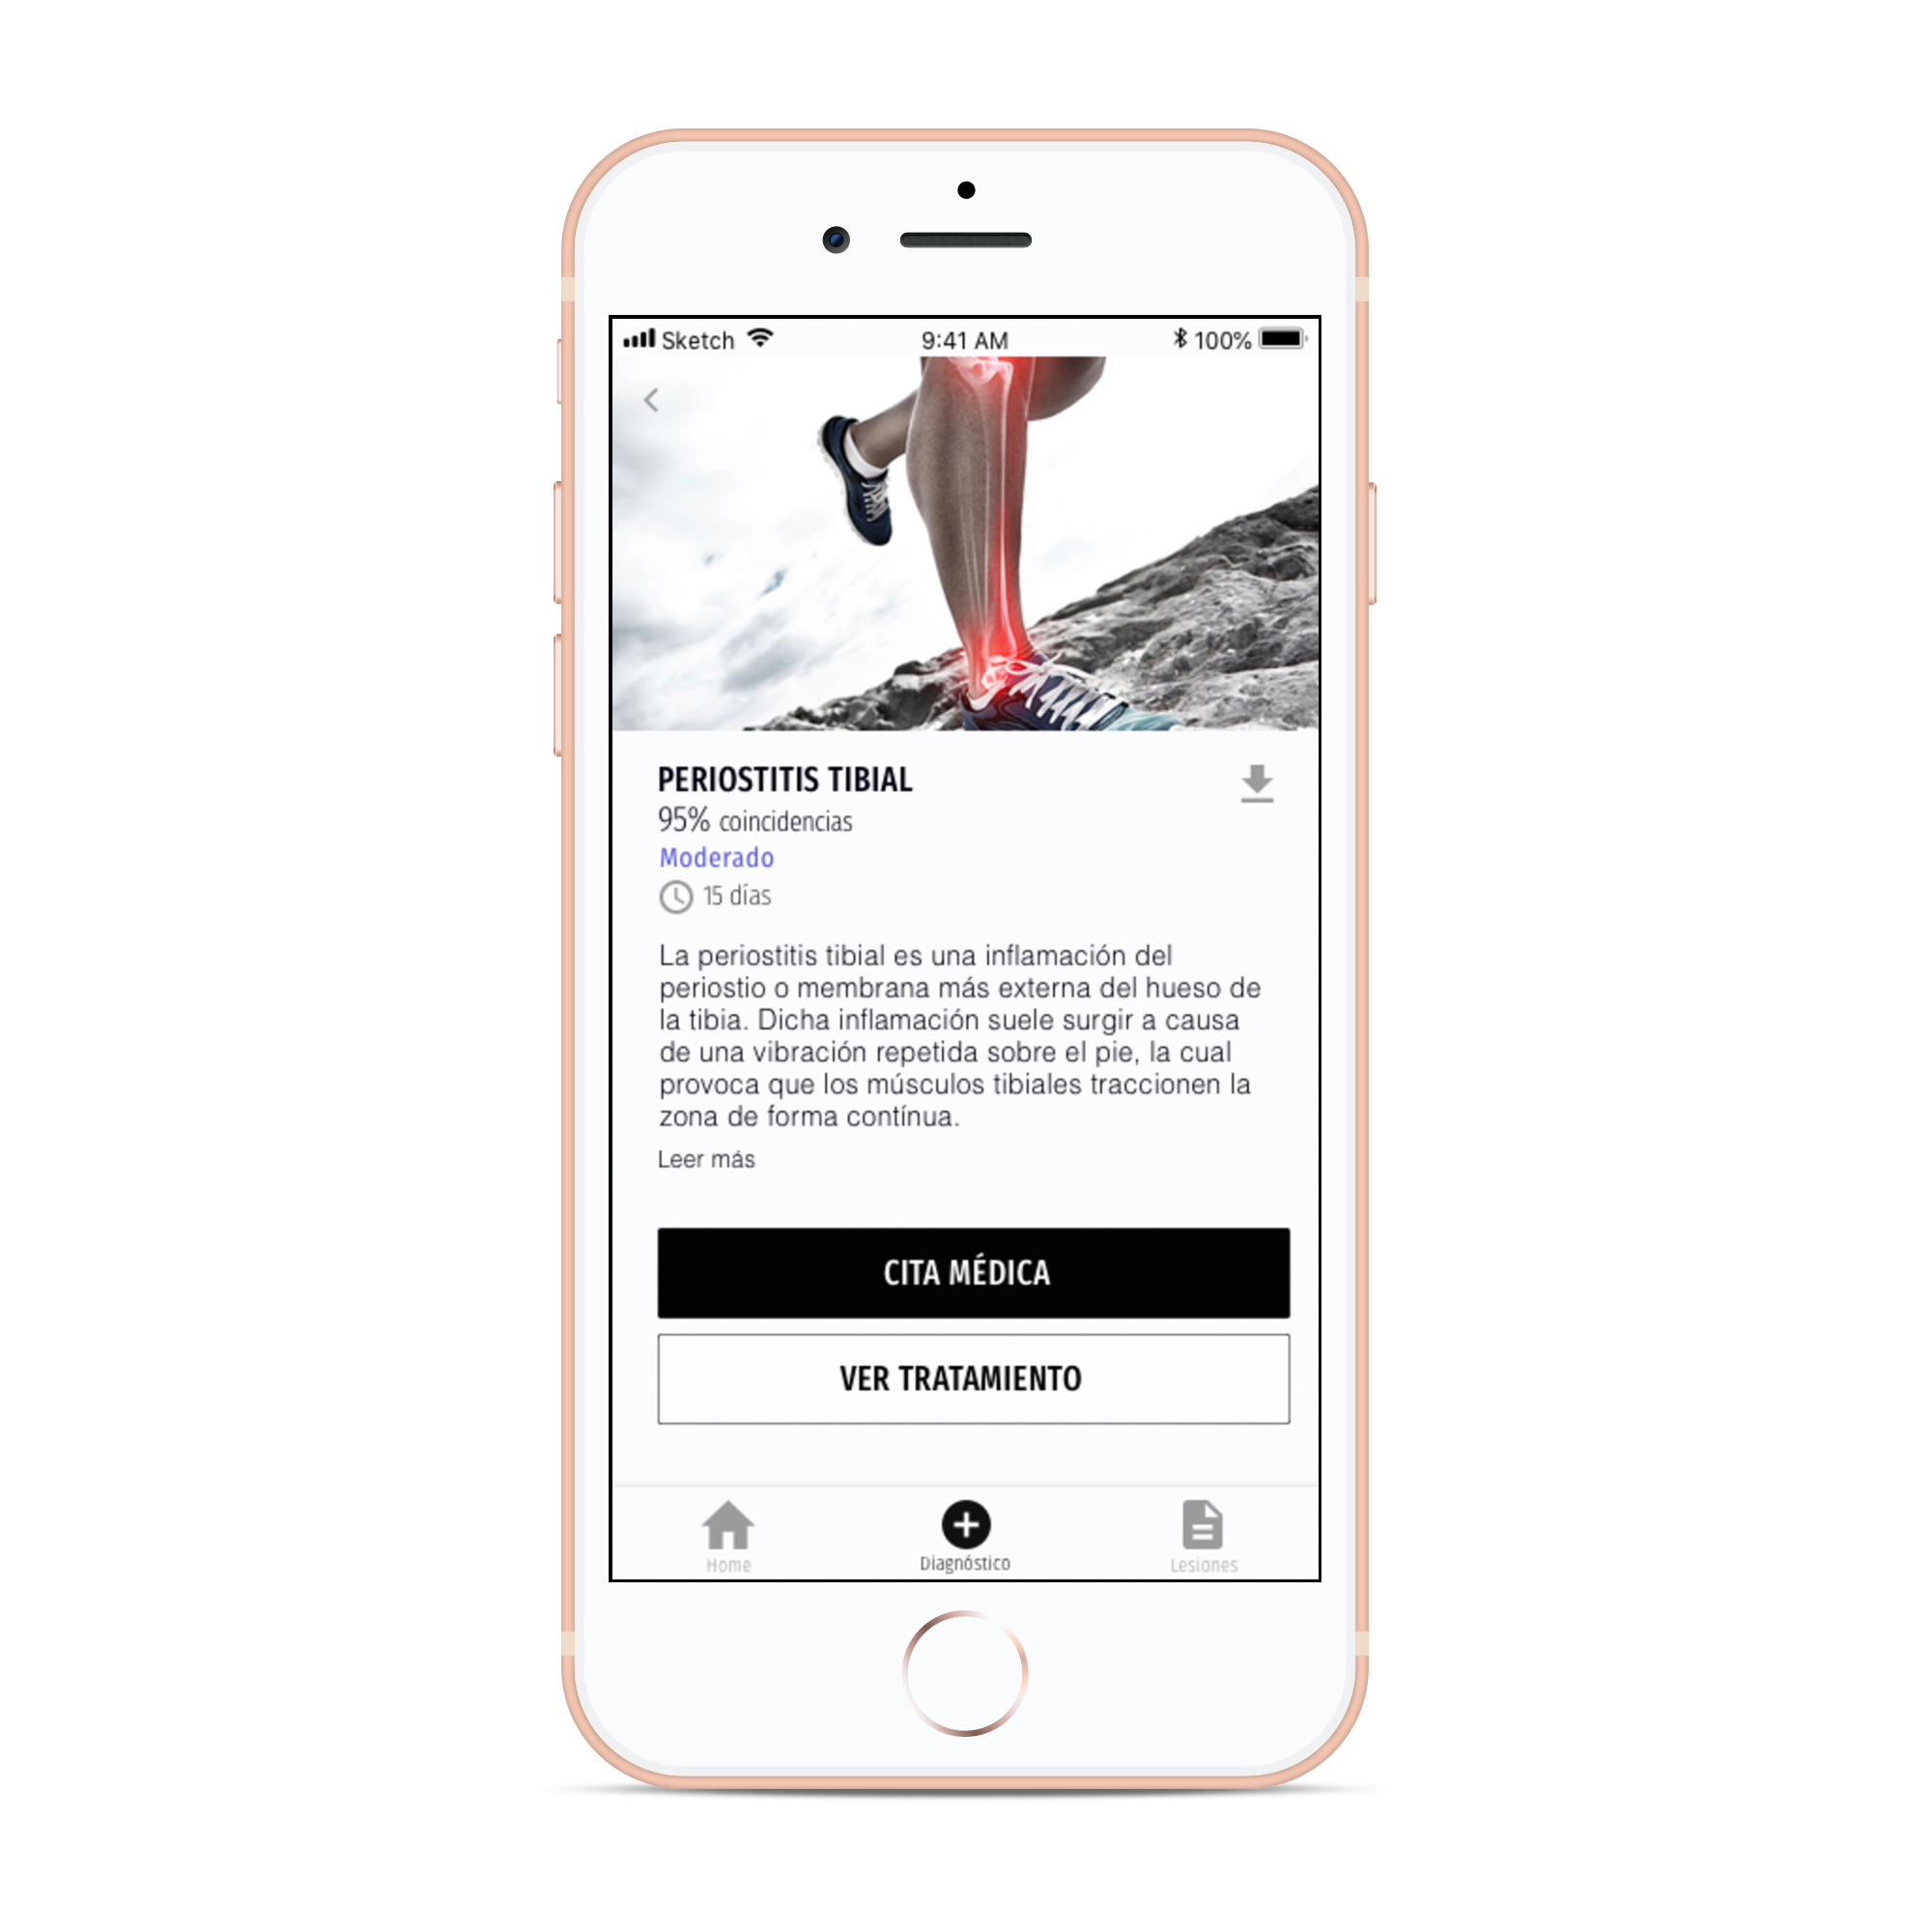 Sketch 9:41 AM 100%
PERIOSTITIS TIBIAL
95% coincidencias
Moderado
15 días
La periostitis tibial es una inflamación del
periostio o membrana más externa del hueso de
la tibia. Dicha inflamación suele surgir a causa
de una vibración repetida sobre el pie, la cual
provoca que los músculos tibiales traccionen la
zona de forma contínua.
Leer más
CITA MÉDICA
VER TRATAMIENTO
Home Diagnóstico Lesiones